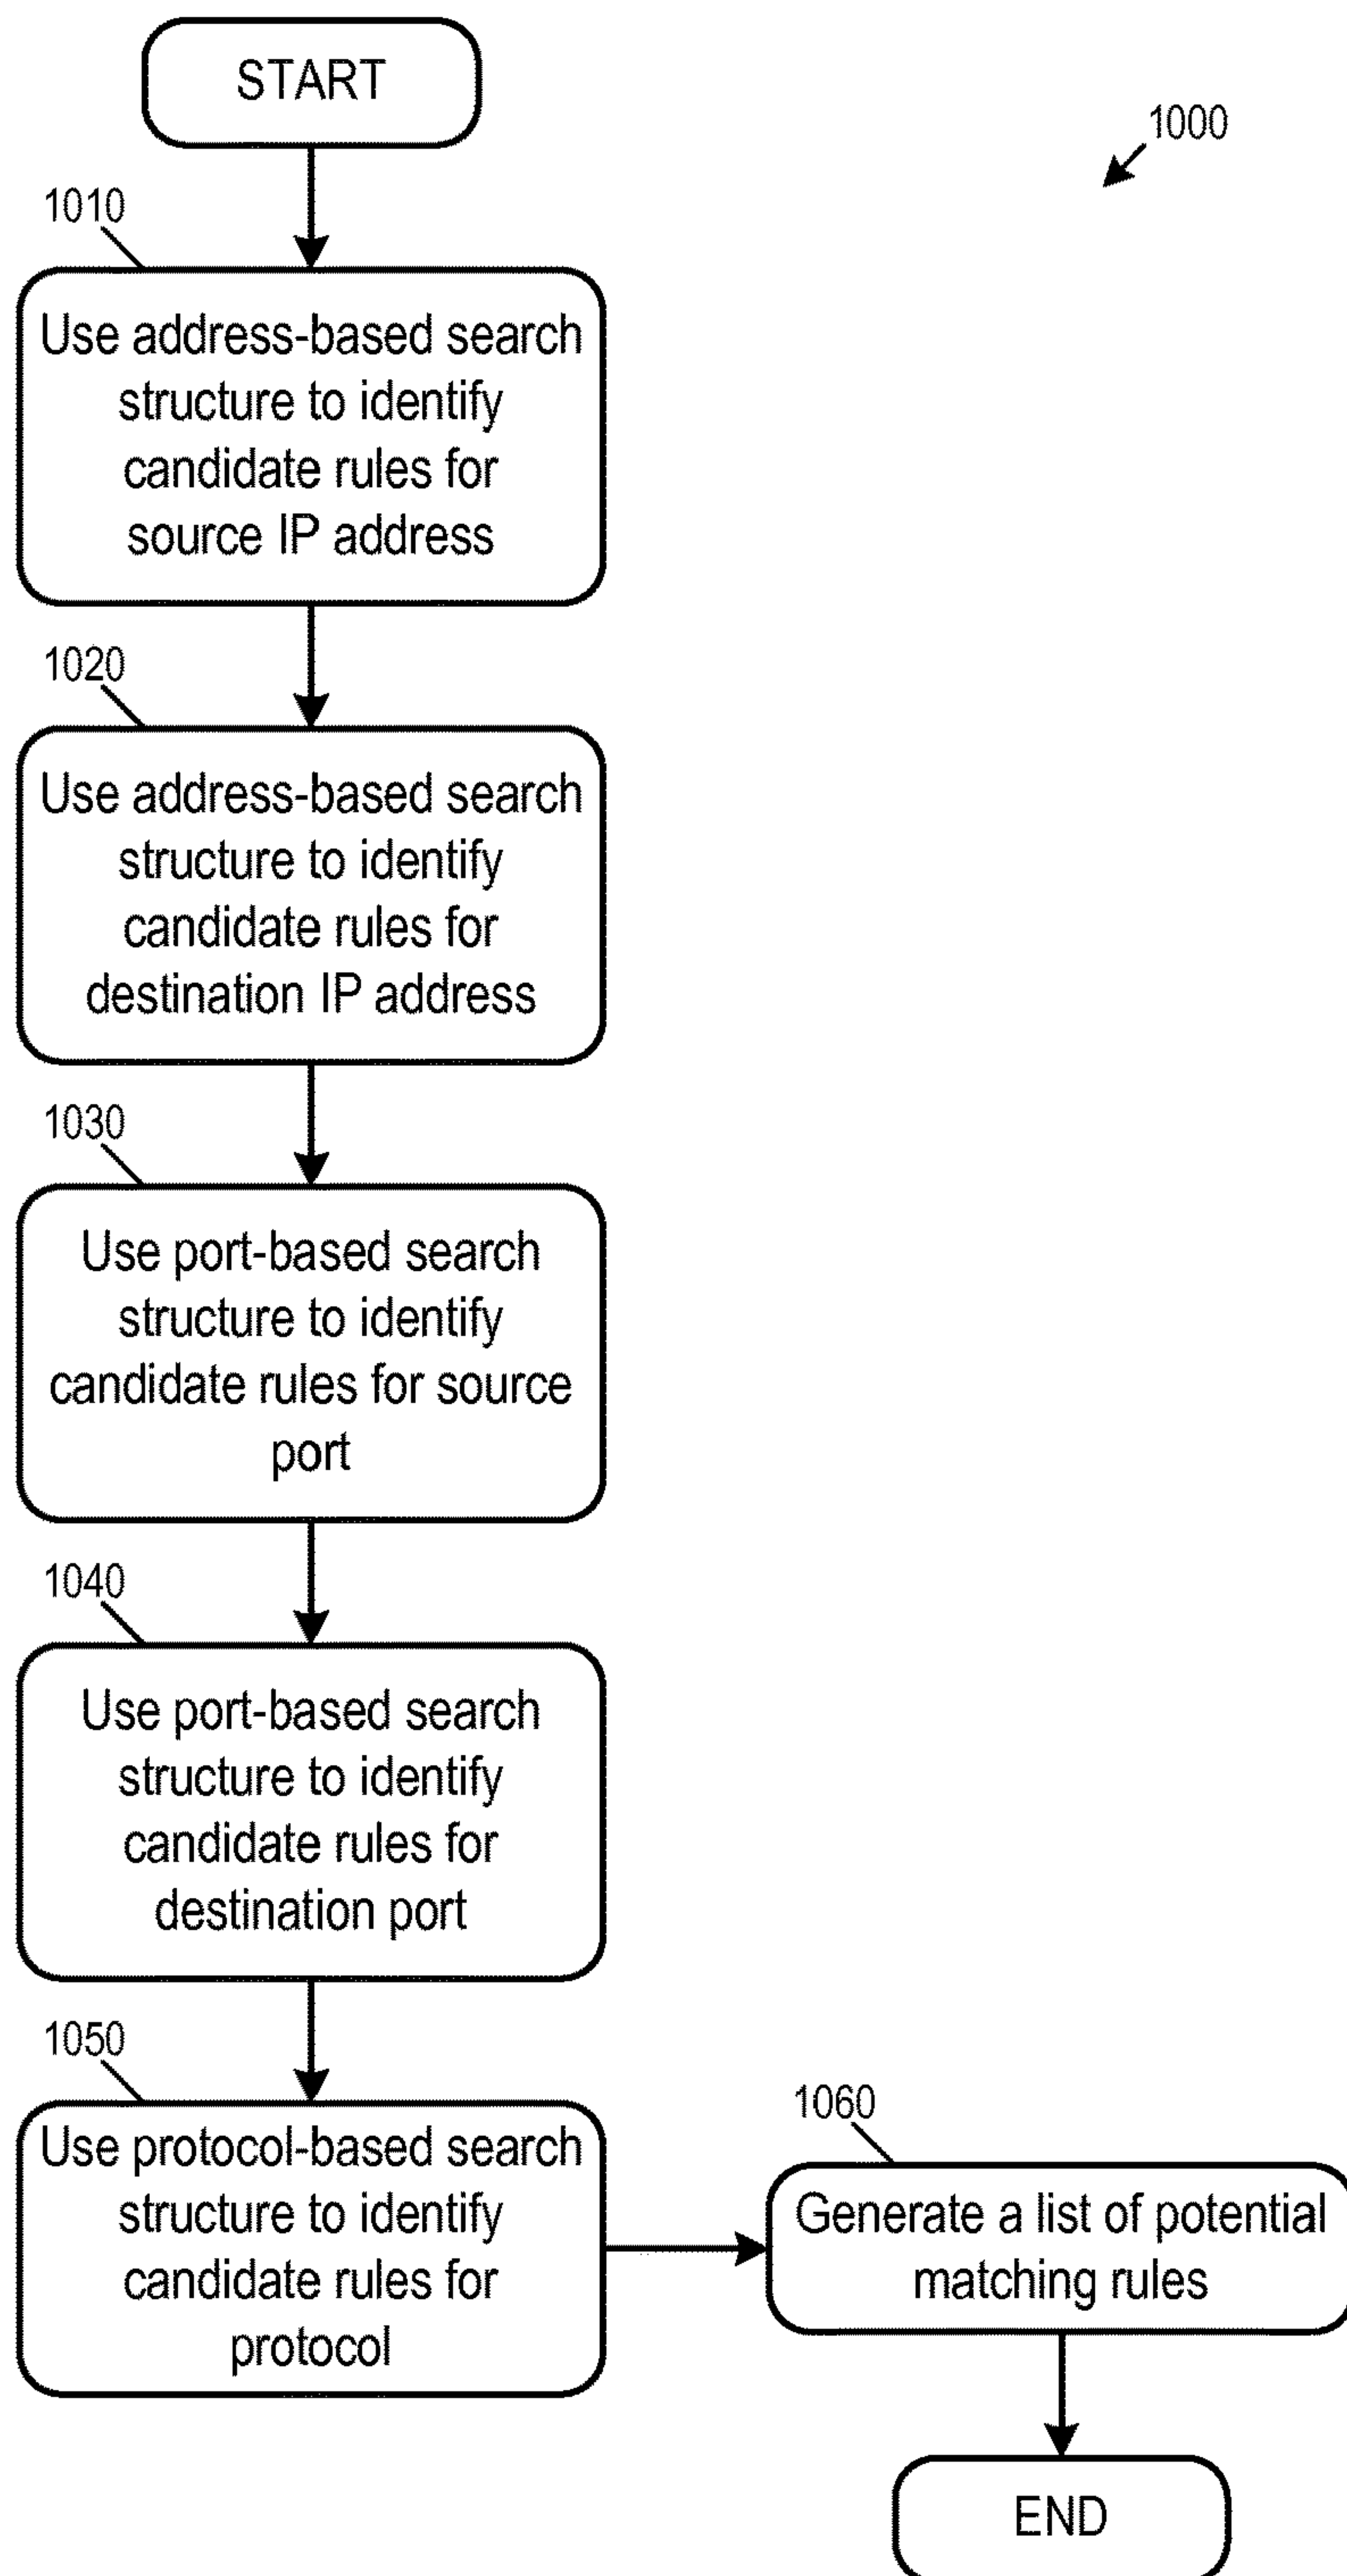 START
1000
1010
Use address-based search
structure to identify
candidate rules for
source IP address
1020
Use address-based search
structure to identify
candidate rules for
destination IP address
1030
Use port-based search
structure to identify
candidate rules for source
port
1040
Use port-based search
structure to identify
candidate rules for
destination port
1050
Use protocol-based search
structure to identify
candidate rules for
protocol
1060
Generate a list of potential
matching rules
END